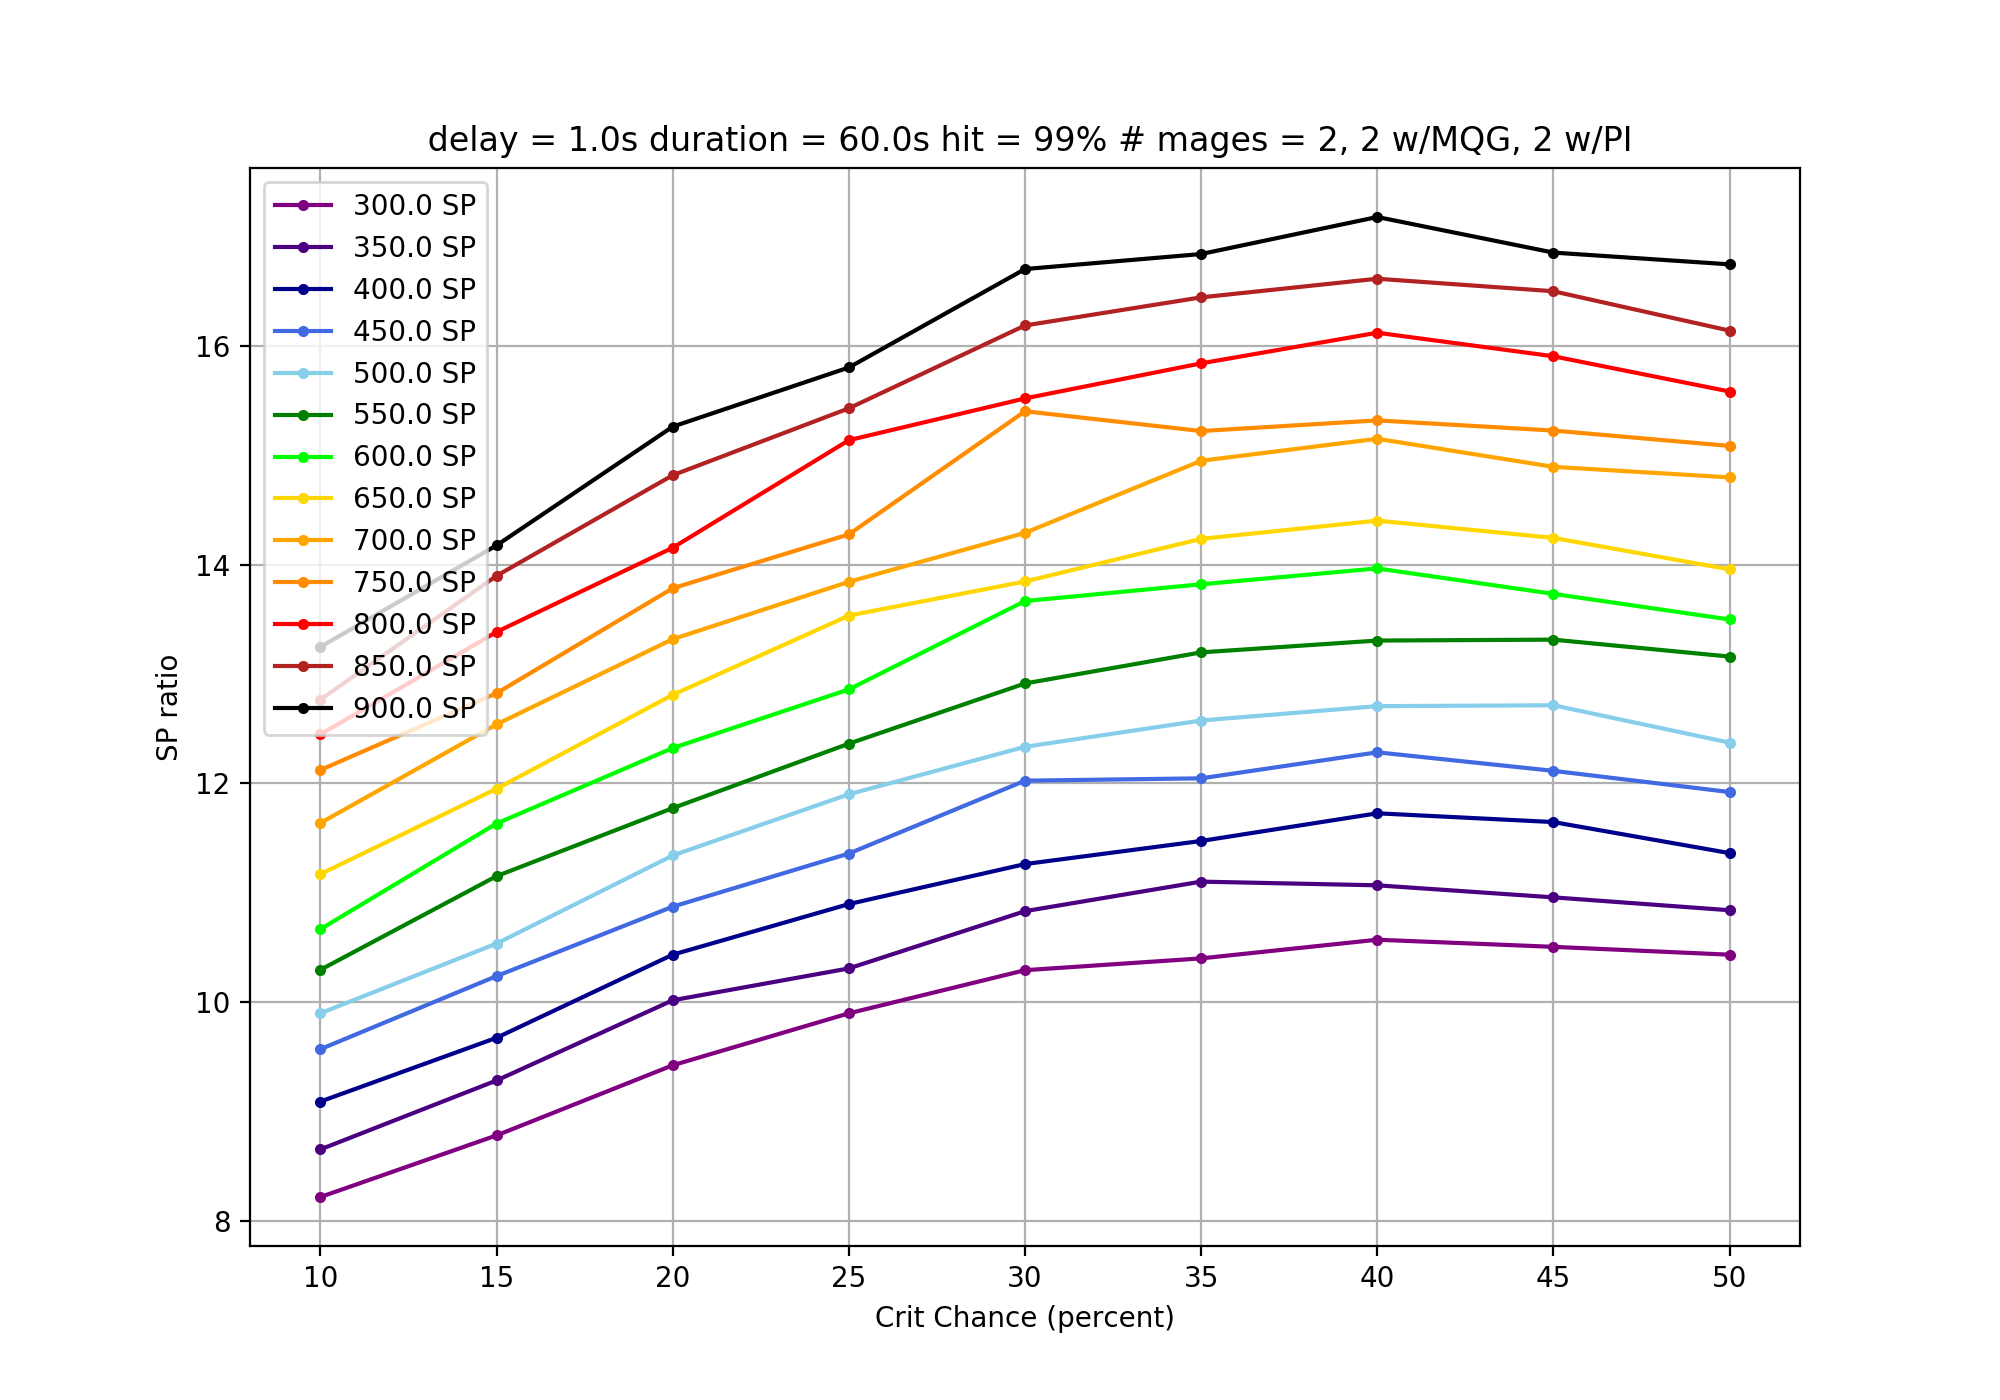 delay = 1.0s duration = 60.0s hit = 99% # mages = 2, 2 w/MQG, 2 w/PI
300.0 SP
350.0 SP
400.0 SP
450.0 SP
500.0 SP
550.0 SP
600.0 SP
650.0 SP
700.0 SP
750.0 SP
800.0 SP
850.0 SP
900.0 SP
SP ratio
16
14
12
10
8
10 15 20 25 30 35 40 45 50
Crit Chance (percent)